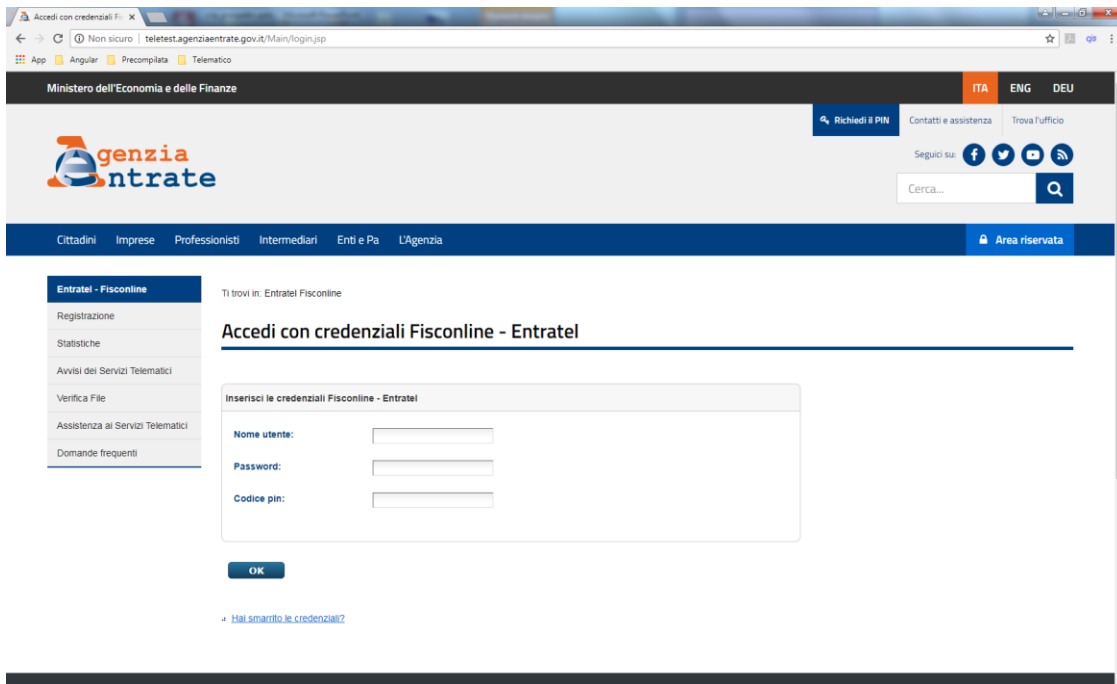 Accedi con credenziali Fi
Non sicuro | teletest.agenziaentrate.gov.it/Main/login.jsp
App Angular Precompilata Telematico
Ministero dell'Economia e delle Finanze ITA ENG DEU
Richiedi il PIN Contatti e assistenza Trova l'ufficio
Seguici su:
Agenzia
Entrate
Cerca...
Cittadini Imprese Professionisti Intermediari Enti e Pa L'Agenzia Area riservata
Entratel - Fisconline
Registrazione
Statistiche
Avvisi dei Servizi Telematici
Verifica File
Assistenza ai Servizi Telematici
Domande frequenti
Ti trovi in: Entratel Fisconline
Accedi con credenziali Fisconline - Entratel
Inserisci le credenziali Fisconline - Entratel
Nome utente:
Password:
Codice pin:
OK
Hai smarrito le credenziali?